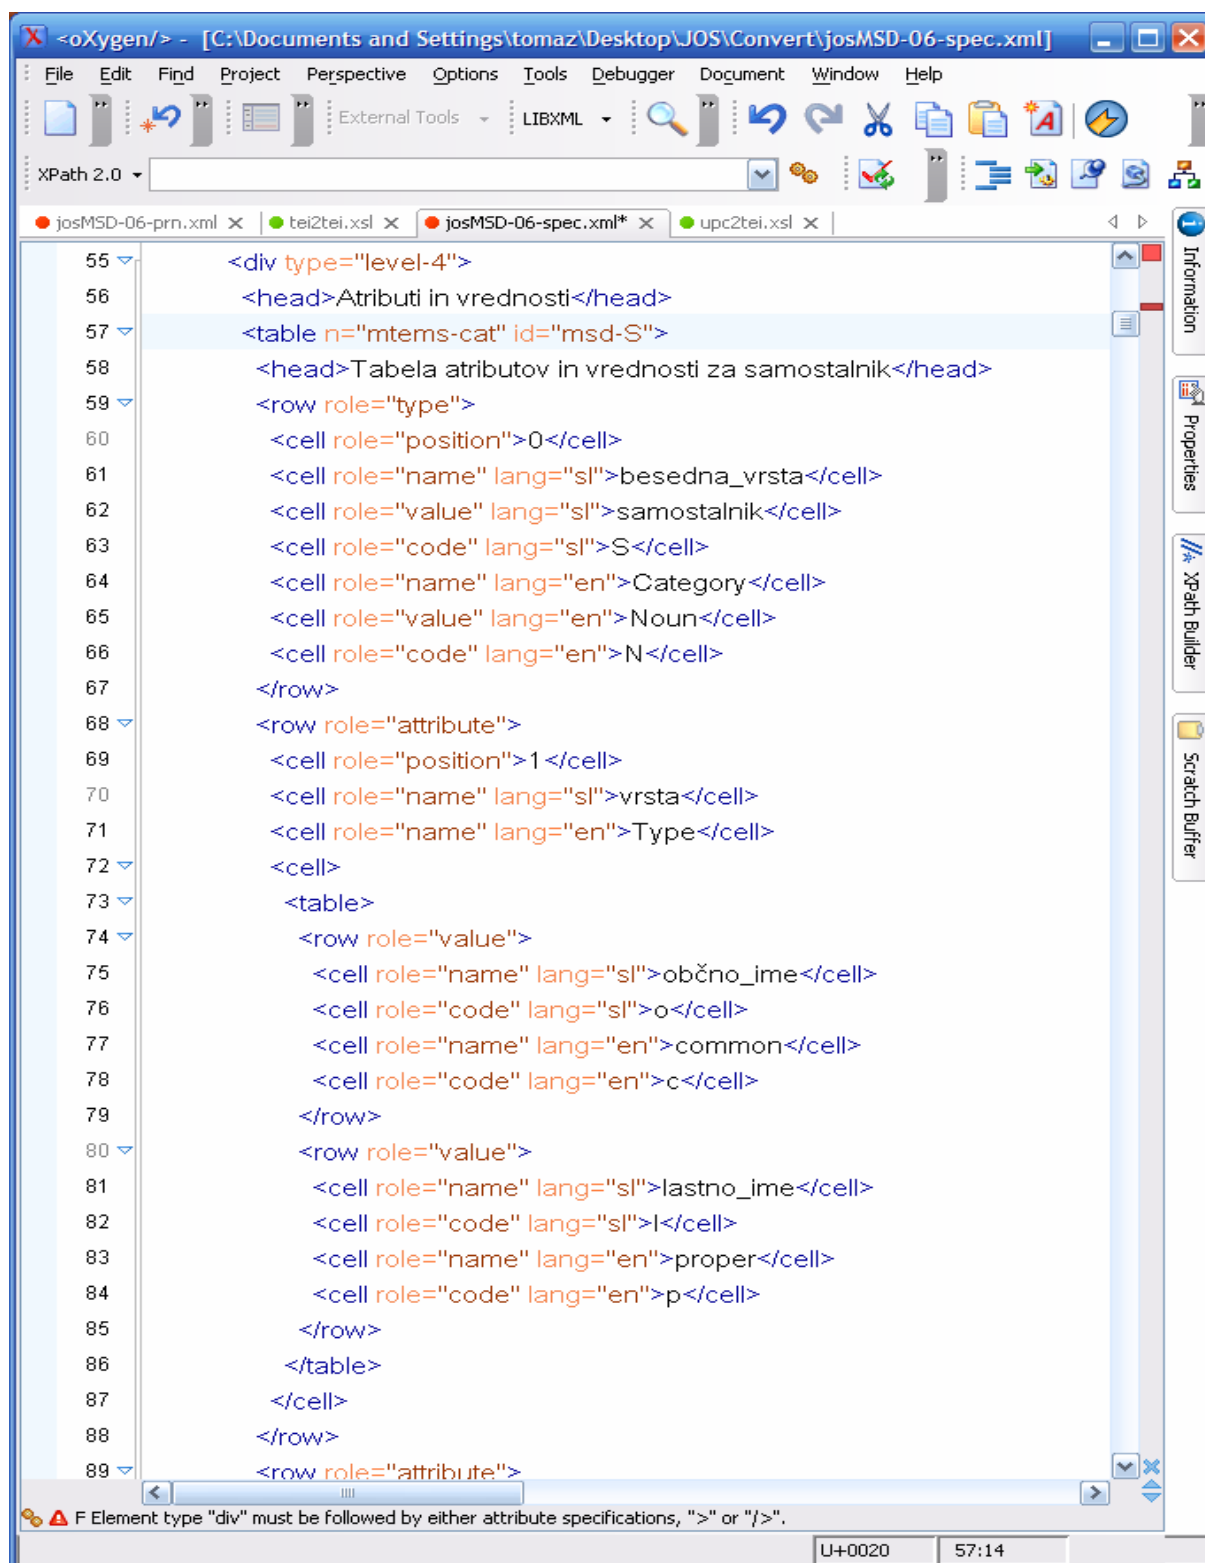 <oXygen/> - [C:\Documents and Settings\tomaz\Desktop\JOS\Convert\josMSD-06-spec.xml]
File Edit Find Project Perspective Options Tools Debugger Document Window Help
External Tools LIBXML
XPath 2.0
josMSD-06-prn.xml tei2tei.xsl josMSD-06-spec.xml* upc2tei.xsl
55 <div type="level-4">
56 <head>Atributi in vrednosti</head>
57 <table n="mtems-cat" id="msd-S">
58 <head>Tabela atributov in vrednosti za samostalnik</head>
59 <row role="type">
60 <cell role="position">0</cell>
61 <cell role="name" lang="sl">besedna_vrsta</cell>
62 <cell role="value" lang="sl">samostalnik</cell>
63 <cell role="code" lang="sl">S</cell>
64 <cell role="name" lang="en">Category</cell>
65 <cell role="value" lang="en">Noun</cell>
66 <cell role="code" lang="en">N</cell>
67 </row>
68 <row role="attribute">
69 <cell role="position">1</cell>
70 <cell role="name" lang="sl">vrsta</cell>
71 <cell role="name" lang="en">Type</cell>
72 <cell>
73 <table>
74 <row role="value">
75 <cell role="name" lang="sl">občno_ime</cell>
76 <cell role="code" lang="sl">o</cell>
77 <cell role="name" lang="en">common</cell>
78 <cell role="code" lang="en">c</cell>
79 </row>
80 <row role="value">
81 <cell role="name" lang="sl">lastno_ime</cell>
82 <cell role="code" lang="sl">l</cell>
83 <cell role="name" lang="en">proper</cell>
84 <cell role="code" lang="en">p</cell>
85 </row>
86 </table>
87 </cell>
88 </row>
89 <row role="attribute">
Information
Properties
XPath Builder
Scratch Buffer
F Element type "div" must be followed by either attribute specifications, ">" or "/>".
U+0020 57:14